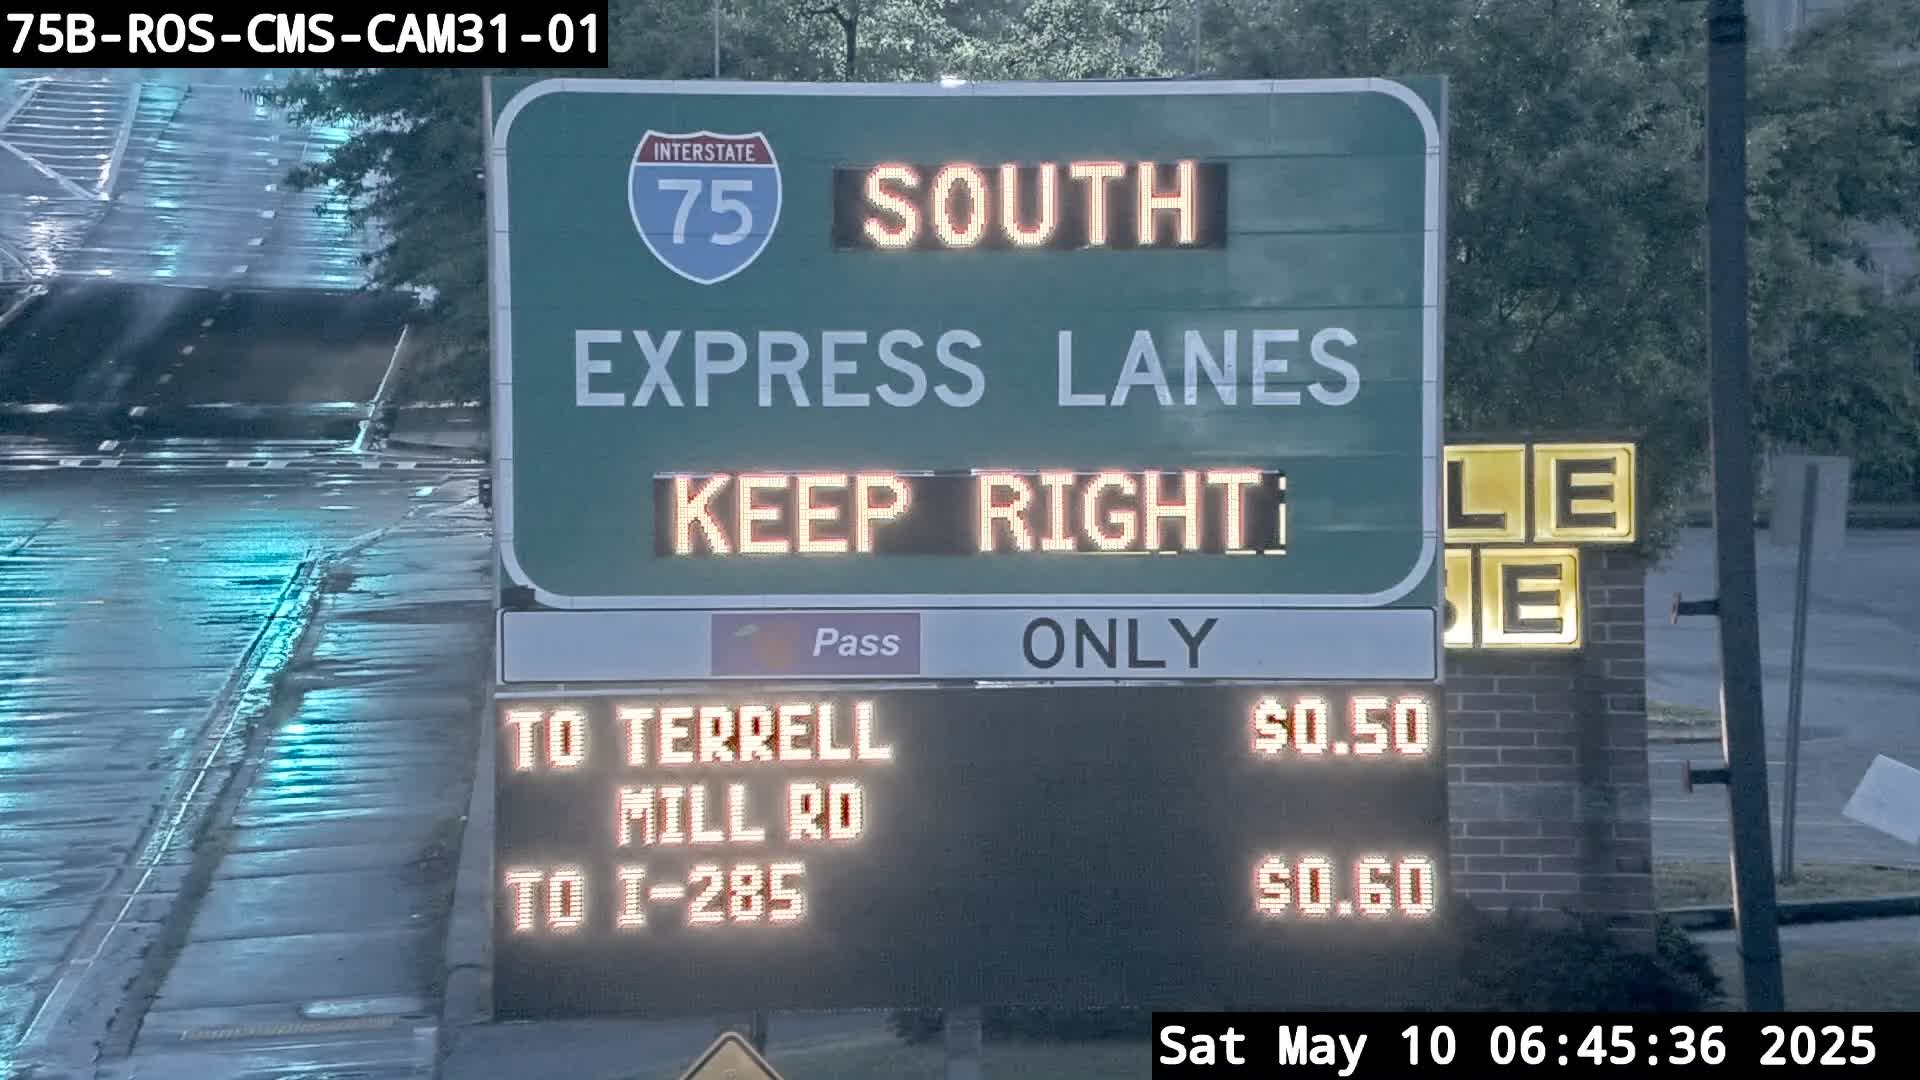 75B-ROS-CMS-CAM31-01
INTERSTATE
75
SOUTH
EXPRESS LANES
KEEP RIGHT
LE
E
Pass ONLY
TO TERRELL $0.50
MILL RD
TO I-285 $0.60
Sat May 10 06:45:36 2025